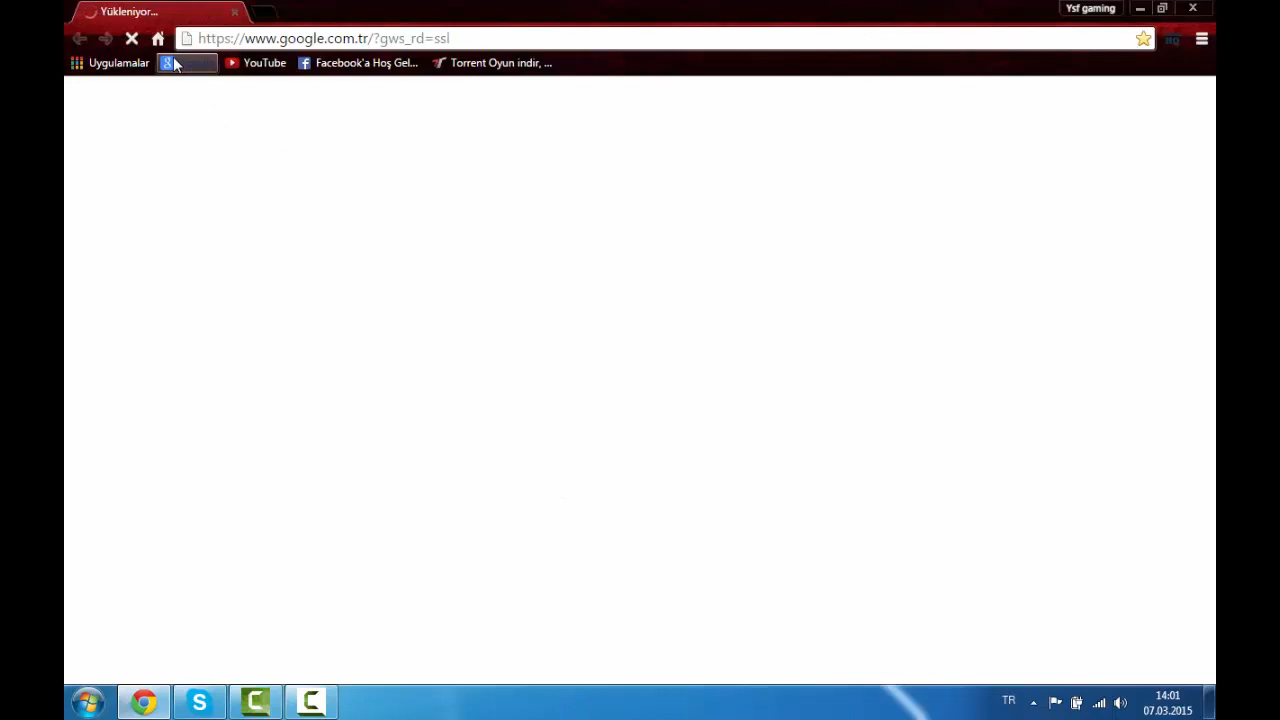 Yükleniyor...
Ysf gaming
https://www.google.com.tr/?gws_rd=ssl
Uygulamalar
YouTube
Facebook'a Hoş Gel...
Torrent Oyun indir, ...
TR
14:01
07.03.2015